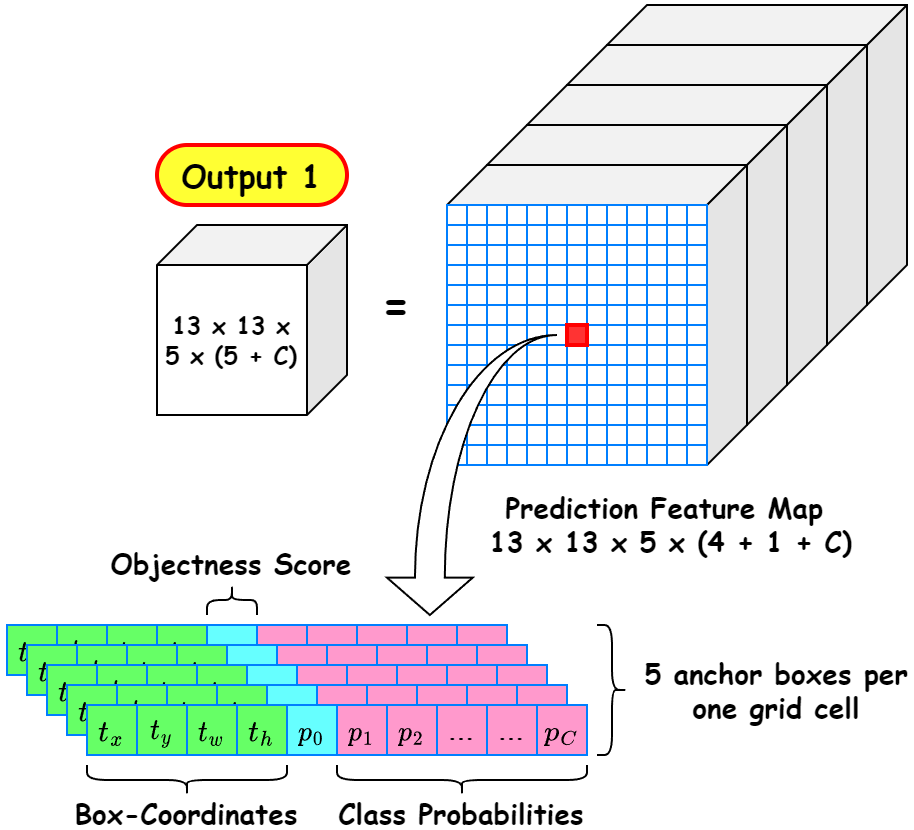 Output 1
13 x 13 x
5 x (5 + C)
=
Prediction Feature Map
13 x 13 x 5 x (4 + 1 + C)
Objectness Score
5 anchor boxes per
one grid cell
t_x t_y t_w t_h p_0 p_1 p_2 ... ... p_C
Box-Coordinates
Class Probabilities